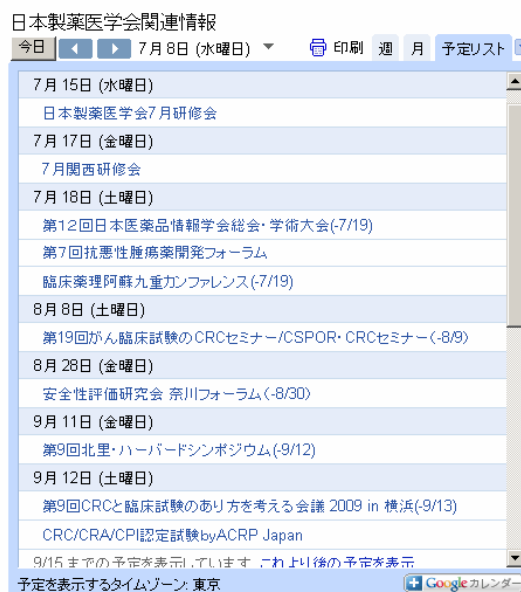 日本製薬医学会関連情報
今日 7月8日 (水曜日) 印刷 週 月 予定リスト
7月 15日 (水曜日)
日本製薬医学会7月研修会
7月 17日 (金曜日)
7月関西研修会
7月 18日 (土曜日)
第12回日本医薬品情報学会総会・学術大会(-7/19)
第7回抗悪性腫瘍薬開発フォーラム
臨床薬理阿蘇九重カンファレンス(-7/19)
8月 8日 (土曜日)
第19回がん臨床試験のCRCセミナー/CSPOR・CRCセミナー(-8/9)
8月 28日 (金曜日)
安全性評価研究会 奈川フォーラム(-8/30)
9月 11日 (金曜日)
第9回北里・ハーバードシンポジウム(-9/12)
9月 12日 (土曜日)
第9回CRCと臨床試験のあり方を考える会議 2009 in 横浜(-9/13)
CRC/CRA/CPI認定試験byACRP Japan
9/15 までの予定を表示しています これより後の予定を表示
予定を表示するタイムゾーン: 東京
Googleカレンダー